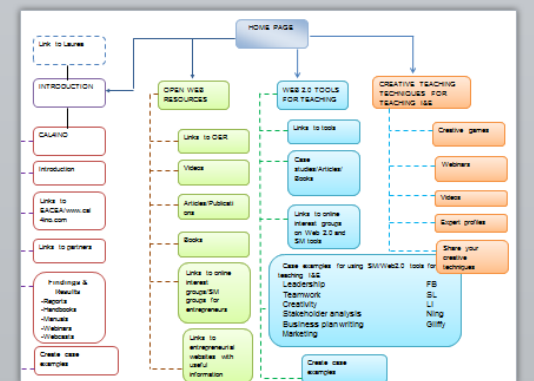 HOME PAGE
Link to Laurea
INTRODUCTION
CAL4INO
Introduction
Links to
EACEA/www.cal
4ino.com
Links to partners
Findings &
Results
-Reports
-Handbooks
-Manuals
-Webinars
-Webcasts
Create case
examples
OPEN WEB
RESOURCES
Links to OER
Videos
Articles/Publicati
ons
Books
Links to online
interest
groups/SM
groups for
entrepreneurs
Links to
entrepreneurial
websites with
useful
information
WEB 2.0 TOOLS
FOR TEACHING
Links to tools
Case
studies/Articles/
Books
Links to online
interest groups
on Web 2.0 and
SM tools
Case examples for using SM/Web2.0 tools for
teaching I&E
Leadership FB
Teamwork SL
Creativity LI
Stakeholder analysis Ning
Business plan writing Gliffy
Marketing
Create case
examples
CREATIVE TEACHING
TECHNIQUES FOR
TEACHING I&E
Creative games
Webinars
Videos
Expert profiles
Share your
creative
techniques